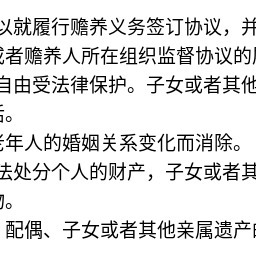 以就履行赡养义务签订协议，并
或者赡养人所在组织监督协议的
自由受法律保护。子女或者其他
活。
老年人的婚姻关系变化而消除。
法处分个人的财产，子女或者其
物。
配偶、子女或者其他亲属遗产